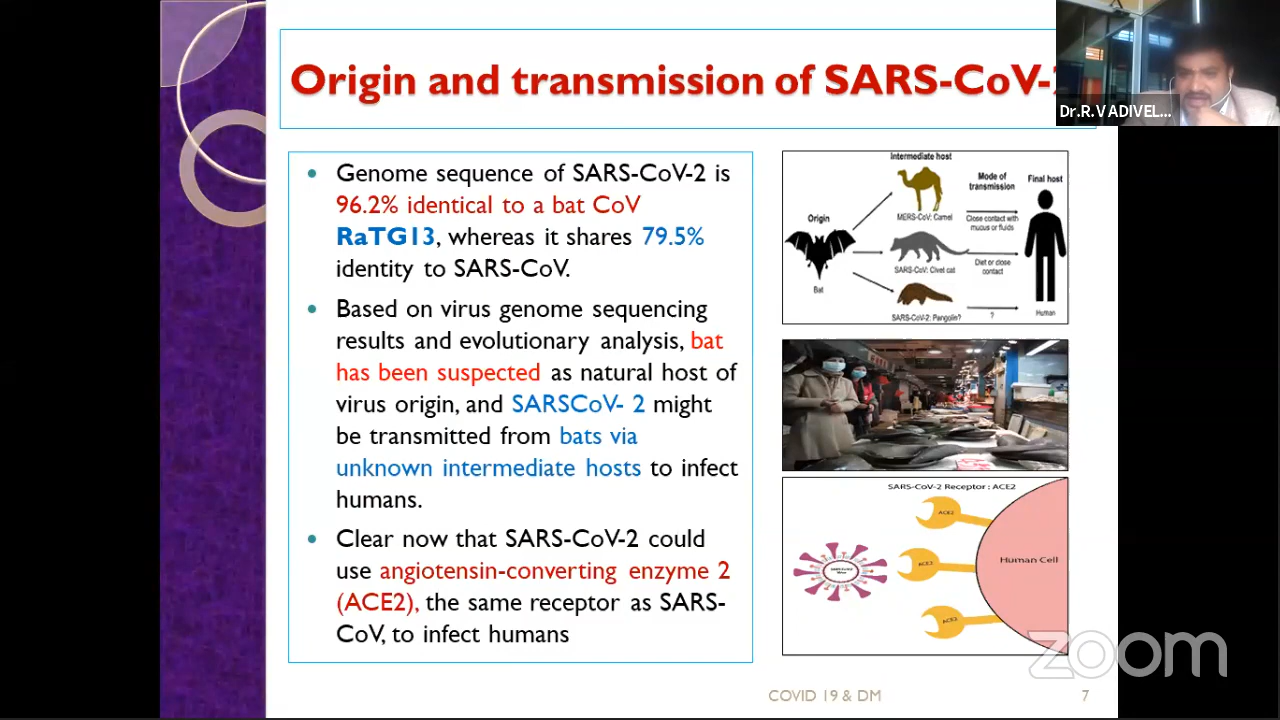 Origin and transmission of SARS-CoV-
Dr.R.VADIVEL...
Genome sequence of SARS-CoV-2 is
96.2% identical to a bat CoV
RaTG13, whereas it shares 79.5%
identity to SARS-CoV.
Based on virus genome sequencing
results and evolutionary analysis, bat
has been suspected as natural host of
virus origin, and SARSCoV- 2 might
be transmitted from bats via
unknown intermediate hosts to infect
humans.
Clear now that SARS-CoV-2 could
use angiotensin-converting enzyme 2
(ACE2), the same receptor as SARS-
CoV, to infect humans
Intermediate host
Mode of
transmission
Final host
Origin
MERS-CoV: Camel
Close contact with
mucus or fluids
SARS-CoV: Civet cat
Diet or close
contact
Bat
SARS-CoV-2: Pangolin?
?
Human
SARS-CoV-2 Receptor : ACE2
ACE2
ACE2
ACE2
Human Cell
zoom
COVID 19 & DM
7